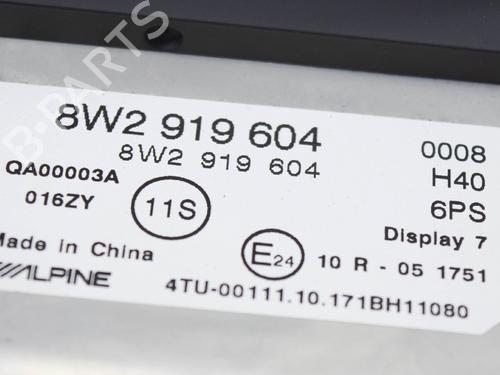 B-PARTS
8W2 919 604
8W2 919 604
0008
QA00003A
H40
016ZY
11S
6PS
Made in China
Display 7
E24
10 R - 05 1751
ALPINE
4TU-00111.10.171BH11080